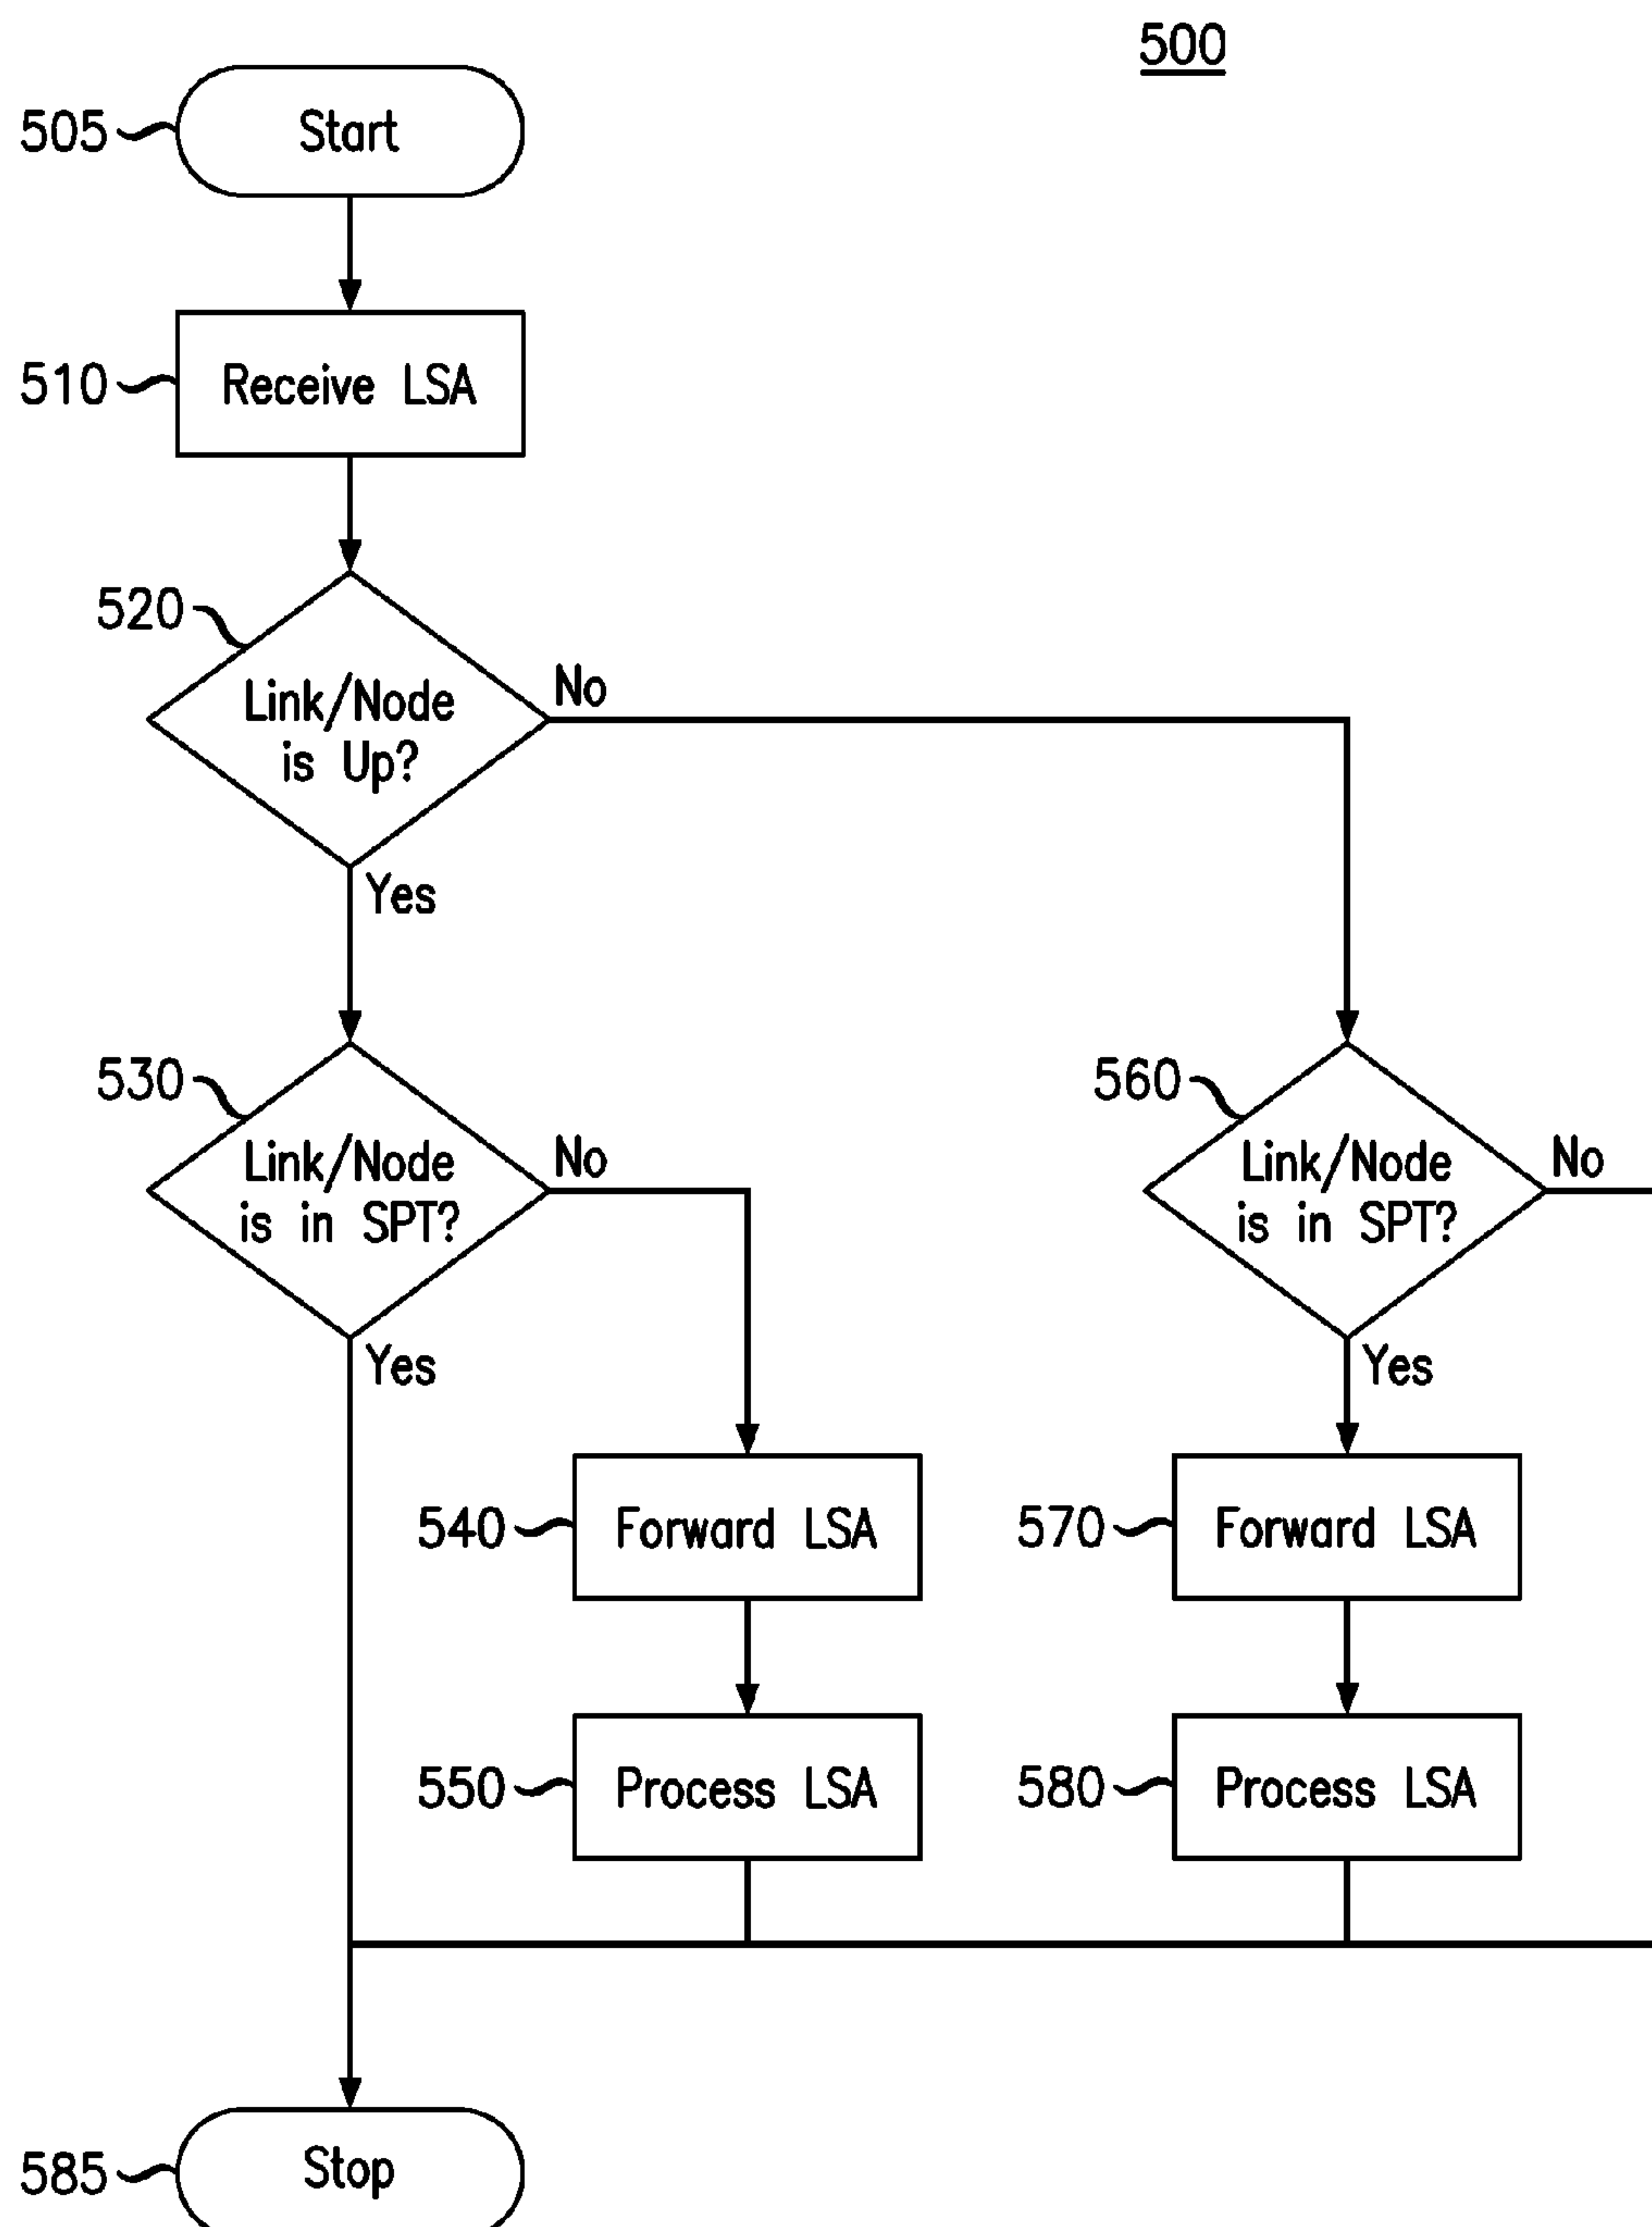 500
505
Start
510
Receive LSA
520
Link/Node
is Up?
No
Yes
530
Link/Node
is in SPT?
No
Yes
560
Link/Node
is in SPT?
No
Yes
540
Forward LSA
570
Forward LSA
550
Process LSA
580
Process LSA
585
Stop